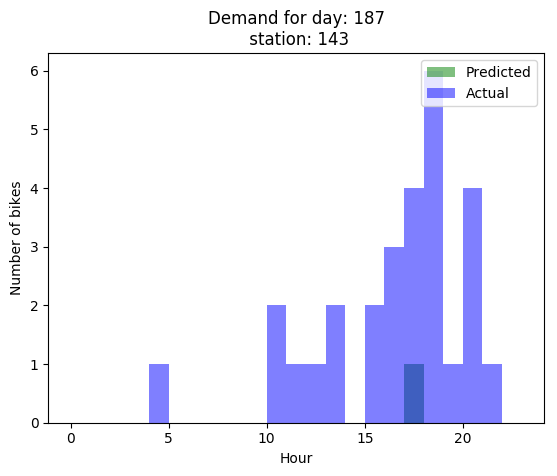 Demand for day: 187
station: 143
Predicted
Actual
Number of bikes
6
5
4
3
2
1
0
0 5 10 15 20
Hour